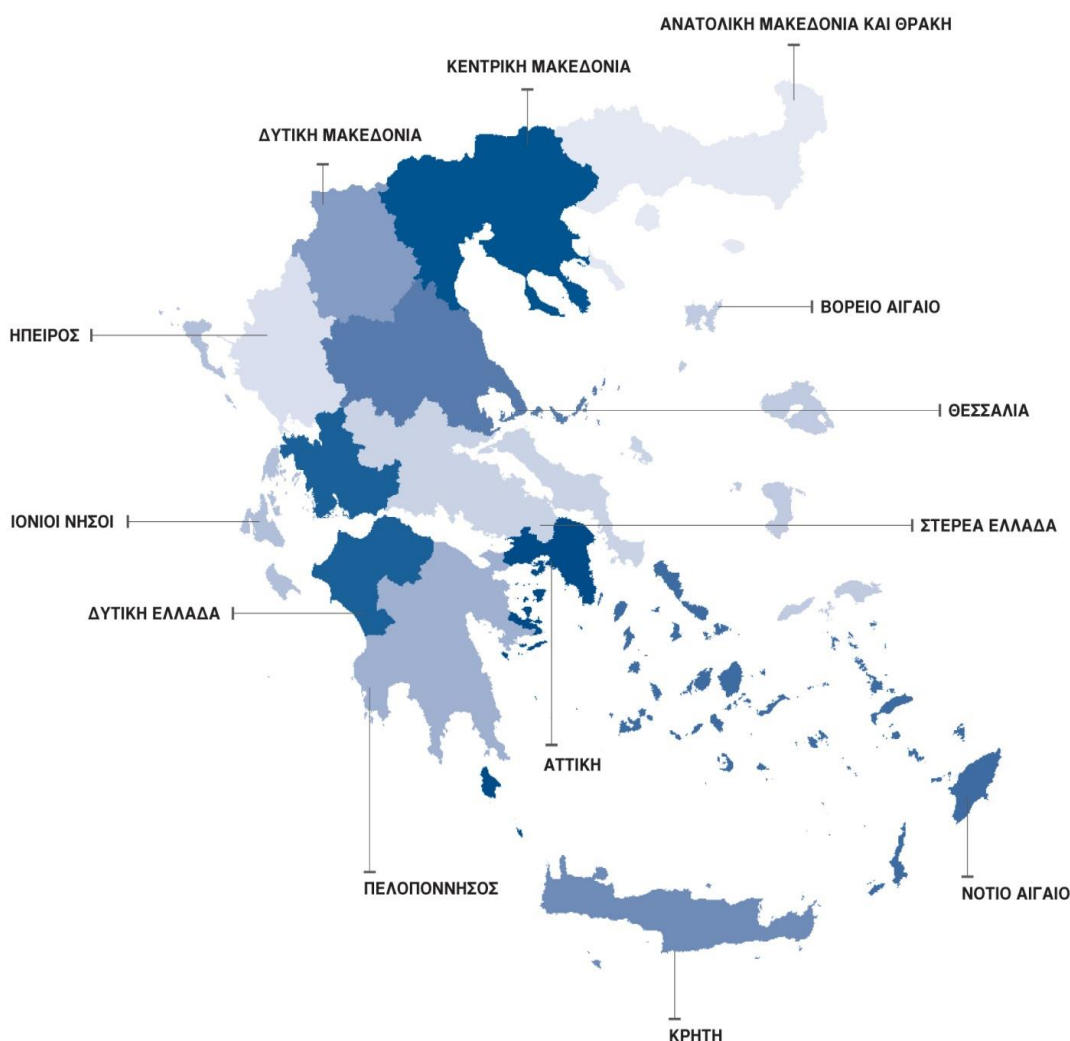 ΑΝΑΤΟΛΙΚΗ ΜΑΚΕΔΟΝΙΑ ΚΑΙ ΘΡΑΚΗ
ΚΕΝΤΡΙΚΗ ΜΑΚΕΔΟΝΙΑ
ΔΥΤΙΚΗ ΜΑΚΕΔΟΝΙΑ
ΒΟΡΕΙΟ ΑΙΓΑΙΟ
ΗΠΕΙΡΟΣ
ΘΕΣΣΑΛΙΑ
ΙΟΝΙΟΙ ΝΗΣΟΙ
ΣΤΕΡΕΑ ΕΛΛΑΔΑ
ΔΥΤΙΚΗ ΕΛΛΑΔΑ
ΑΤΤΙΚΗ
ΠΕΛΟΠΟΝΝΗΣΟΣ
ΝΟΤΙΟ ΑΙΓΑΙΟ
ΚΡΗΤΗ